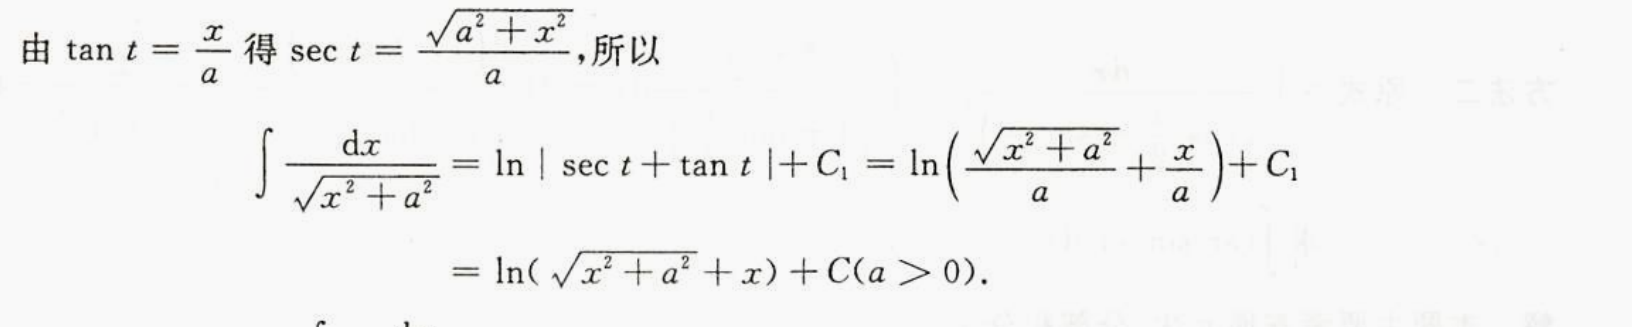 由 tan t = x/a 得 sec t = √(a² + x²)/a,所以
∫ dx/√(x² + a²) = ln | sec t + tan t | + C₁ = ln(√(x² + a²)/a + x/a) + C₁
= ln( √(x² + a²) + x) + C(a > 0).